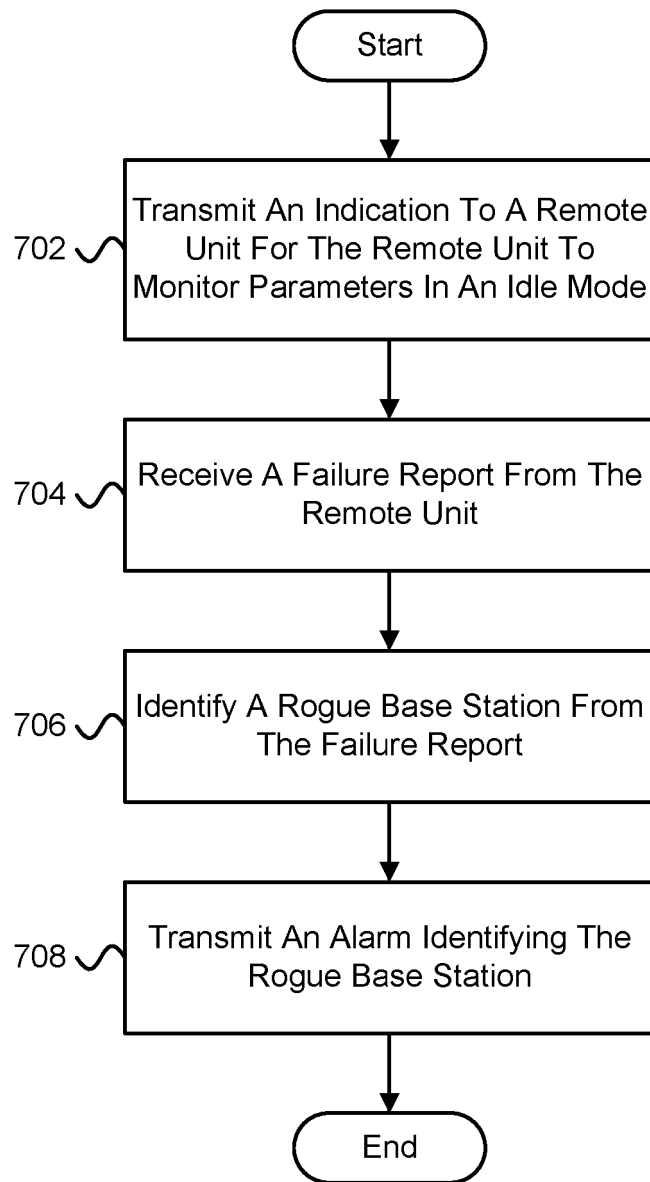 Start
702
Transmit An Indication To A Remote
Unit For The Remote Unit To
Monitor Parameters In An Idle Mode
704
Receive A Failure Report From The
Remote Unit
706
Identify A Rogue Base Station From
The Failure Report
708
Transmit An Alarm Identifying The
Rogue Base Station
End